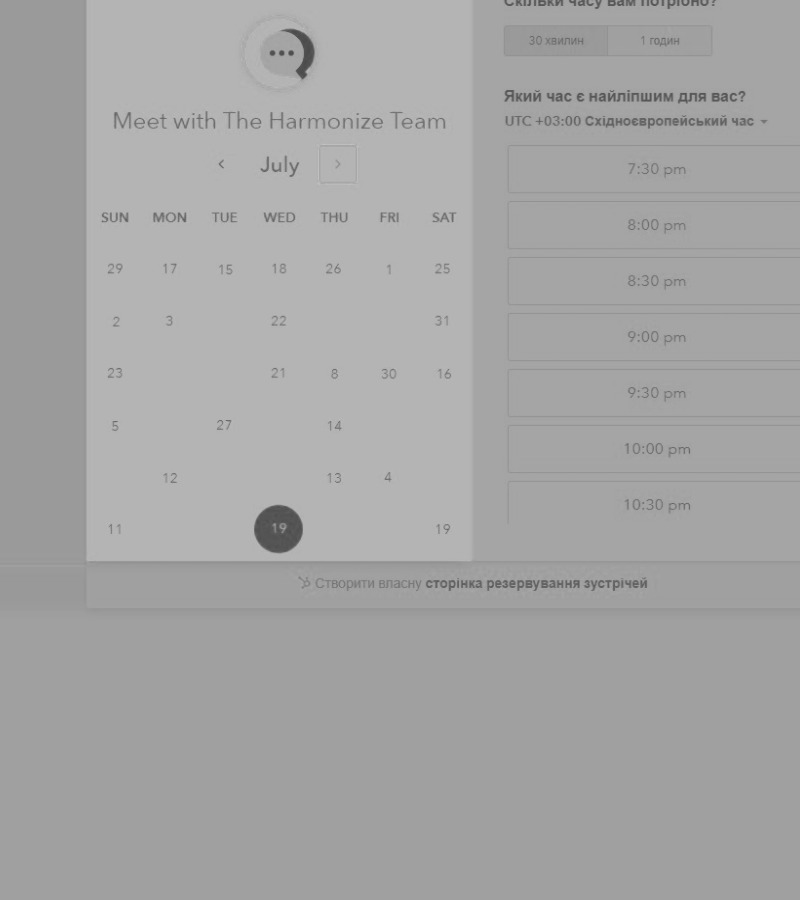 Meet with The Harmonize Team
July
SUN MON TUE WED THU FRI SAT
29 17 15 18 26 1 25
2 3 22 31
23 21 8 30 16
5 27 14
12 13 4
11 19 19
Скільки часу вам потрібно?
30 хвилин 1 годин
Який час є найліпшим для вас?
UTC +03:00 Східноєвропейський час
7:30 pm
8:00 pm
8:30 pm
9:00 pm
9:30 pm
10:00 pm
10:30 pm
Створити власну сторінка резервування зустрічей